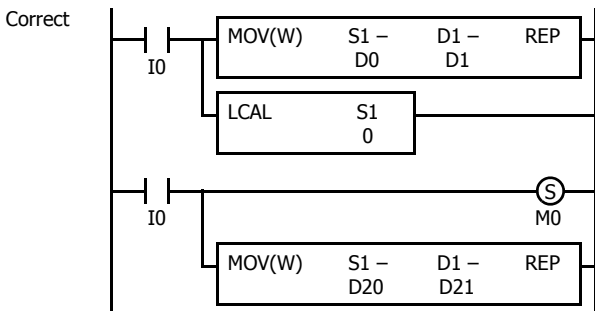 Correct
MOV(W) S1 – D1 – REP
D0 D1
I0
LCAL S1
0
I0
S
M0
MOV(W) S1 – D1 – REP
D20 D21